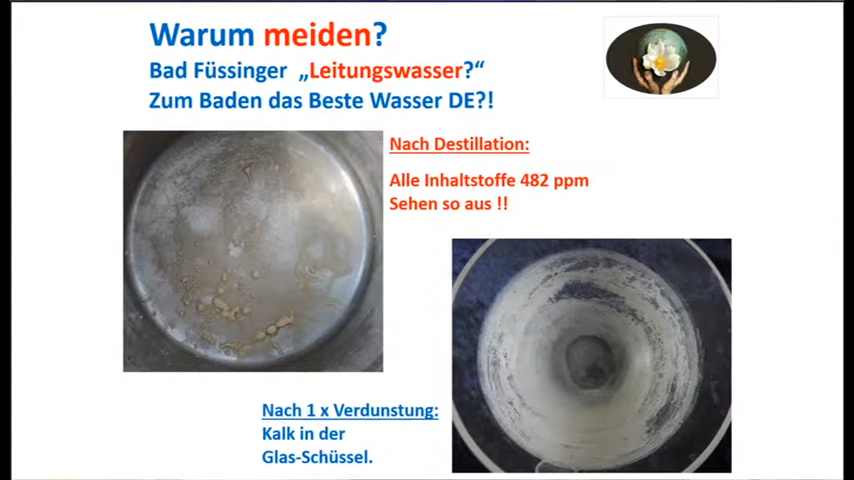 Warum meiden?
Bad Füssinger „Leitungswasser?“
Zum Baden das Beste Wasser DE?!
Nach Destillation:
Alle Inhaltstoffe 482 ppm
Sehen so aus !!
Nach 1 x Verdunstung:
Kalk in der
Glas-Schüssel.